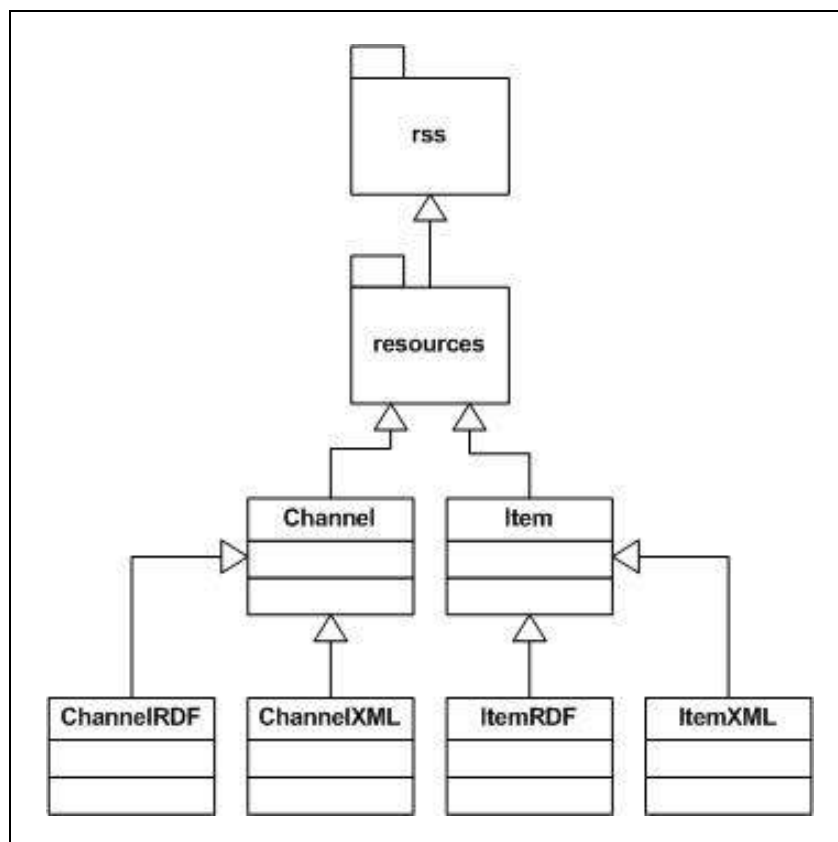 rss
resources
Channel
Item
ChannelRDF
ChannelXML
ItemRDF
ItemXML